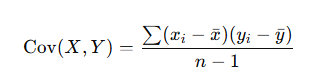 Cov(X, Y) = ∑(xᵢ − x̄)(yᵢ − ȳ) / n − 1